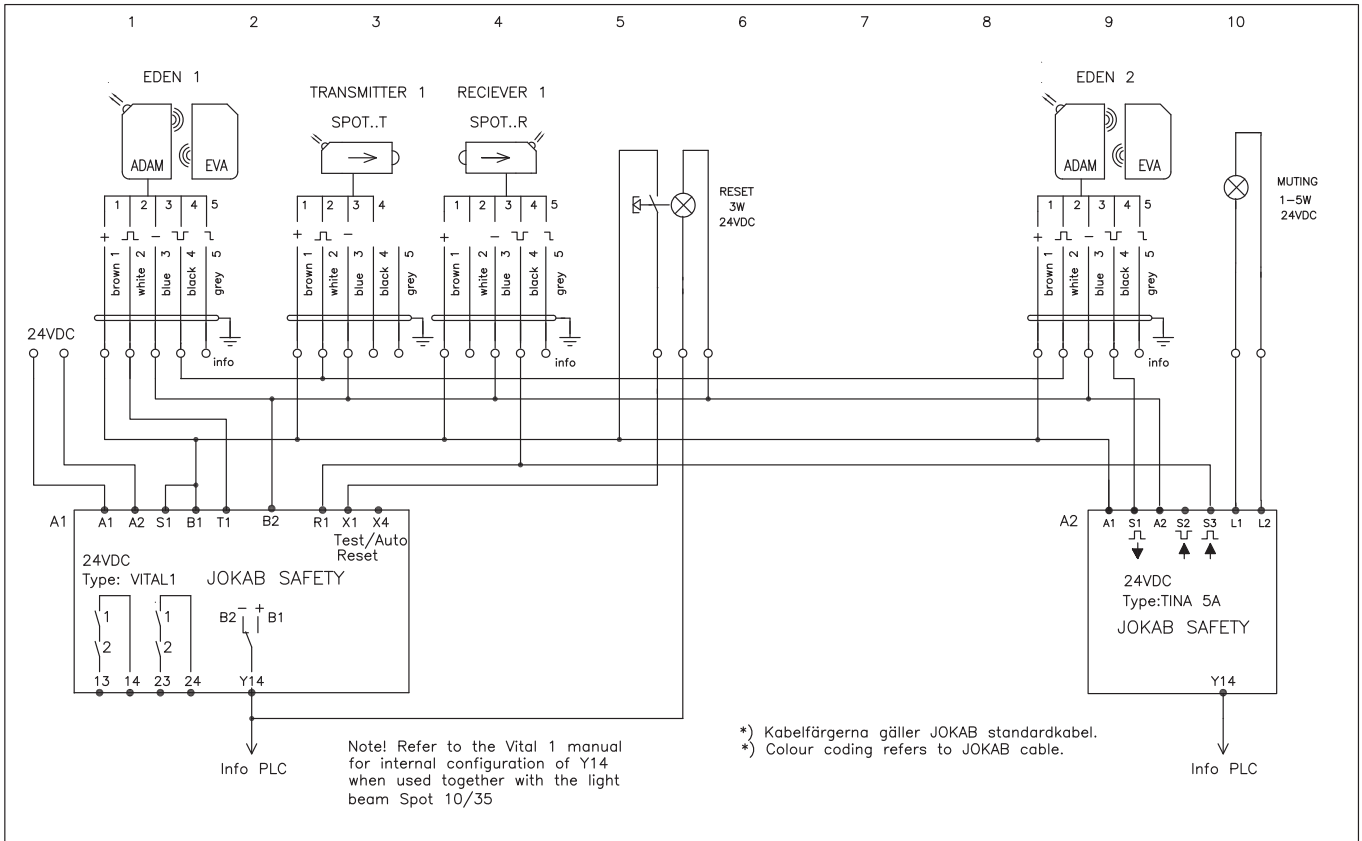 1 2 3 4 5 6 7 8 9 10
EDEN 1
TRANSMITTER 1
RECIEVER 1
EDEN 2
SPOT..T
SPOT..R
ADAM
EVA
ADAM
EVA
RESET
3W
24VDC
MUTING
1-5W
24VDC
1 2 3 4 5
1 2 3 4
1 2 3 4 5
1 2 3 4 5
+ -
+ -
+ -
+ -
brown 1
white 2
blue 3
black 4
grey 5
brown 1
white 2
blue 3
black 4
grey 5
brown 1
white 2
blue 3
black 4
grey 5
brown 1
white 2
blue 3
black 4
grey 5
24VDC
info
info
info
A1
A1 A2 S1 B1 T1 B2 R1 X1 X4
Test/Auto
Reset
24VDC
Type: VITAL1
JOKAB SAFETY
B2 - + B1
1 1
2 2
13 14 23 24 Y14
Info PLC
A2
A1 S1 A2 S2 S3 L1 L2
24VDC
Type:TINA 5A
JOKAB SAFETY
Y14
Info PLC
Note! Refer to the Vital 1 manual
for internal configuration of Y14
when used together with the light
beam Spot 10/35
*) Kabelfärgerna gäller JOKAB standardkabel.
*) Colour coding refers to JOKAB cable.